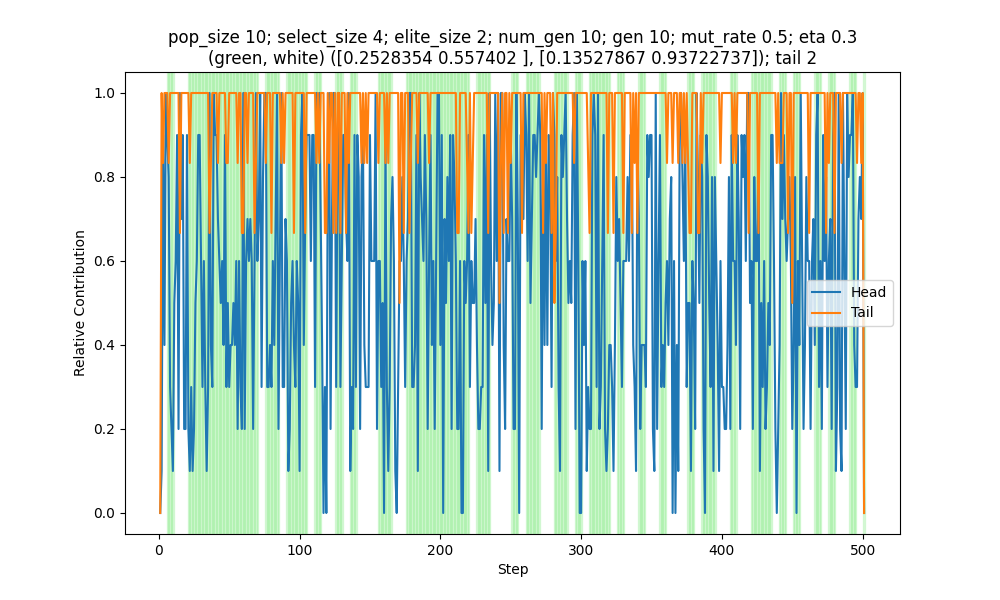 pop_size 10; select_size 4; elite_size 2; num_gen 10; gen 10; mut_rate 0.5; eta 0.3
(green, white) ([0.2528354 0.557402 ], [0.13527867 0.93722737]); tail 2
1.0
0.8
0.6
0.4
0.2
0.0
Relative Contribution
Head
Tail
0
100
200
300
400
500
Step